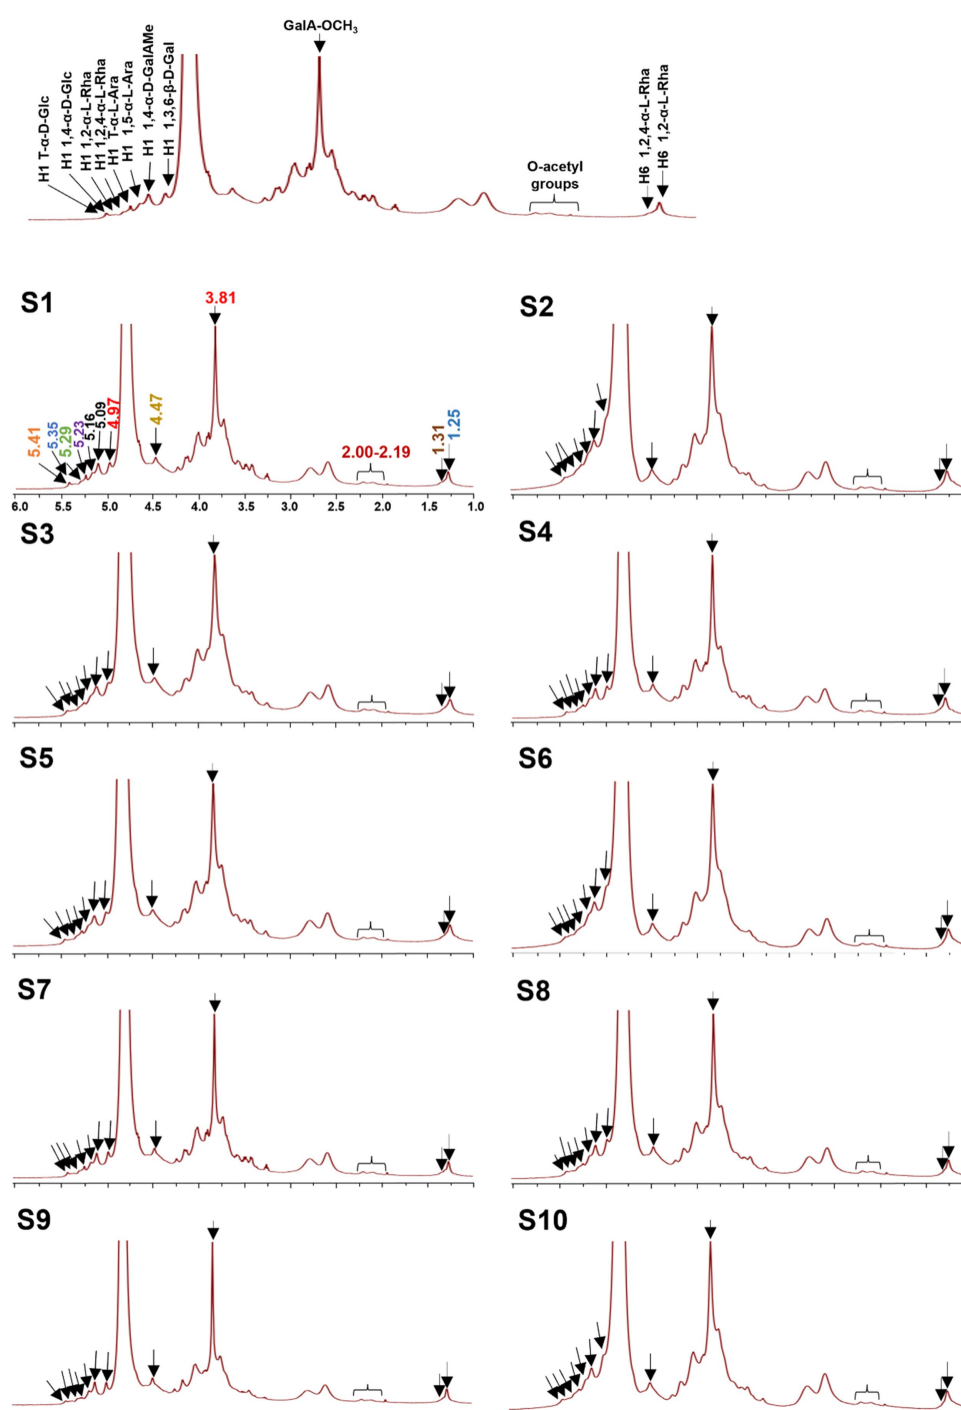 GalA-OCH₃
H1 T-α-D-Glc
H1 1,4-α-D-Glc
H1 1,2-α-L-Rha
H1 1,2,4-α-L-Rha
H1 T-α-L-Ara
H1 1,5-α-L-Ara
H1 1,4-α-D-GalAMe
H1 1,3,6-β-D-Gal
O-acetyl
groups
H6 1,2,4-α-L-Rha
H6 1,2-α-L-Rha
S1
3.81
5.41
5.35
5.29
5.23
5.16
5.09
4.97
4.47
2.00-2.19
1.31
1.25
6.0 5.5 5.0 4.5 4.0 3.5 3.0 2.5 2.0 1.5 1.0
S2
S3
S4
S5
S6
S7
S8
S9
S10